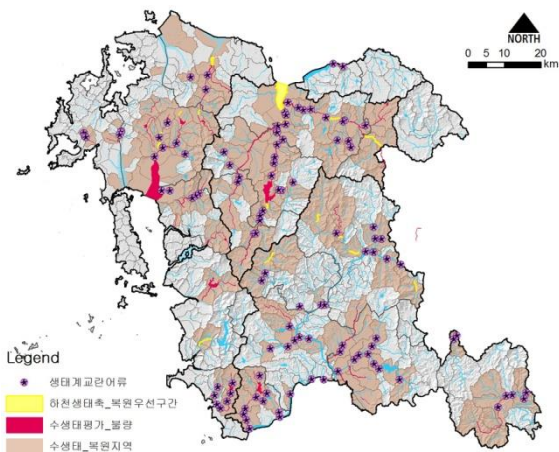 NORTH
0 5 10 20
km
Legend
생태계교란어류
하천생태축_복원우선구간
수생태평가_불량
수생태_복원지역